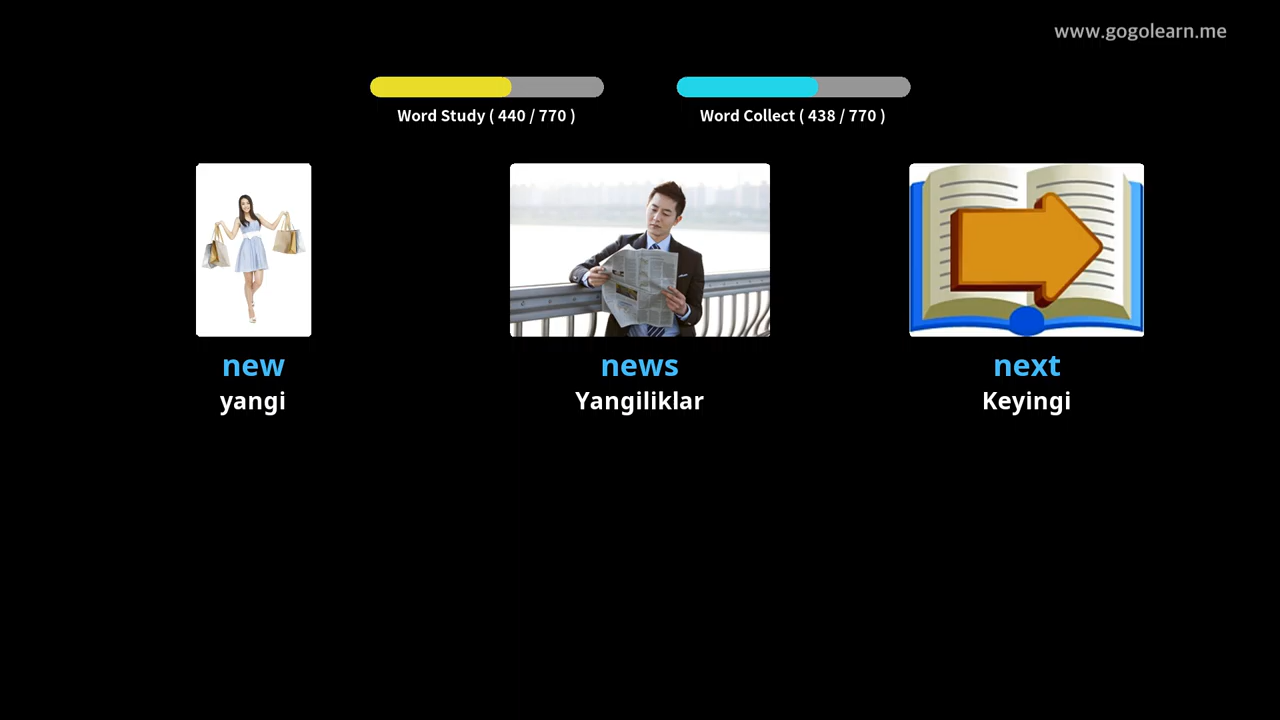 www.gogolearn.me
Word Study ( 440 / 770 )
Word Collect ( 438 / 770 )
new
yangi
news
Yangiliklar
next
Keyingi